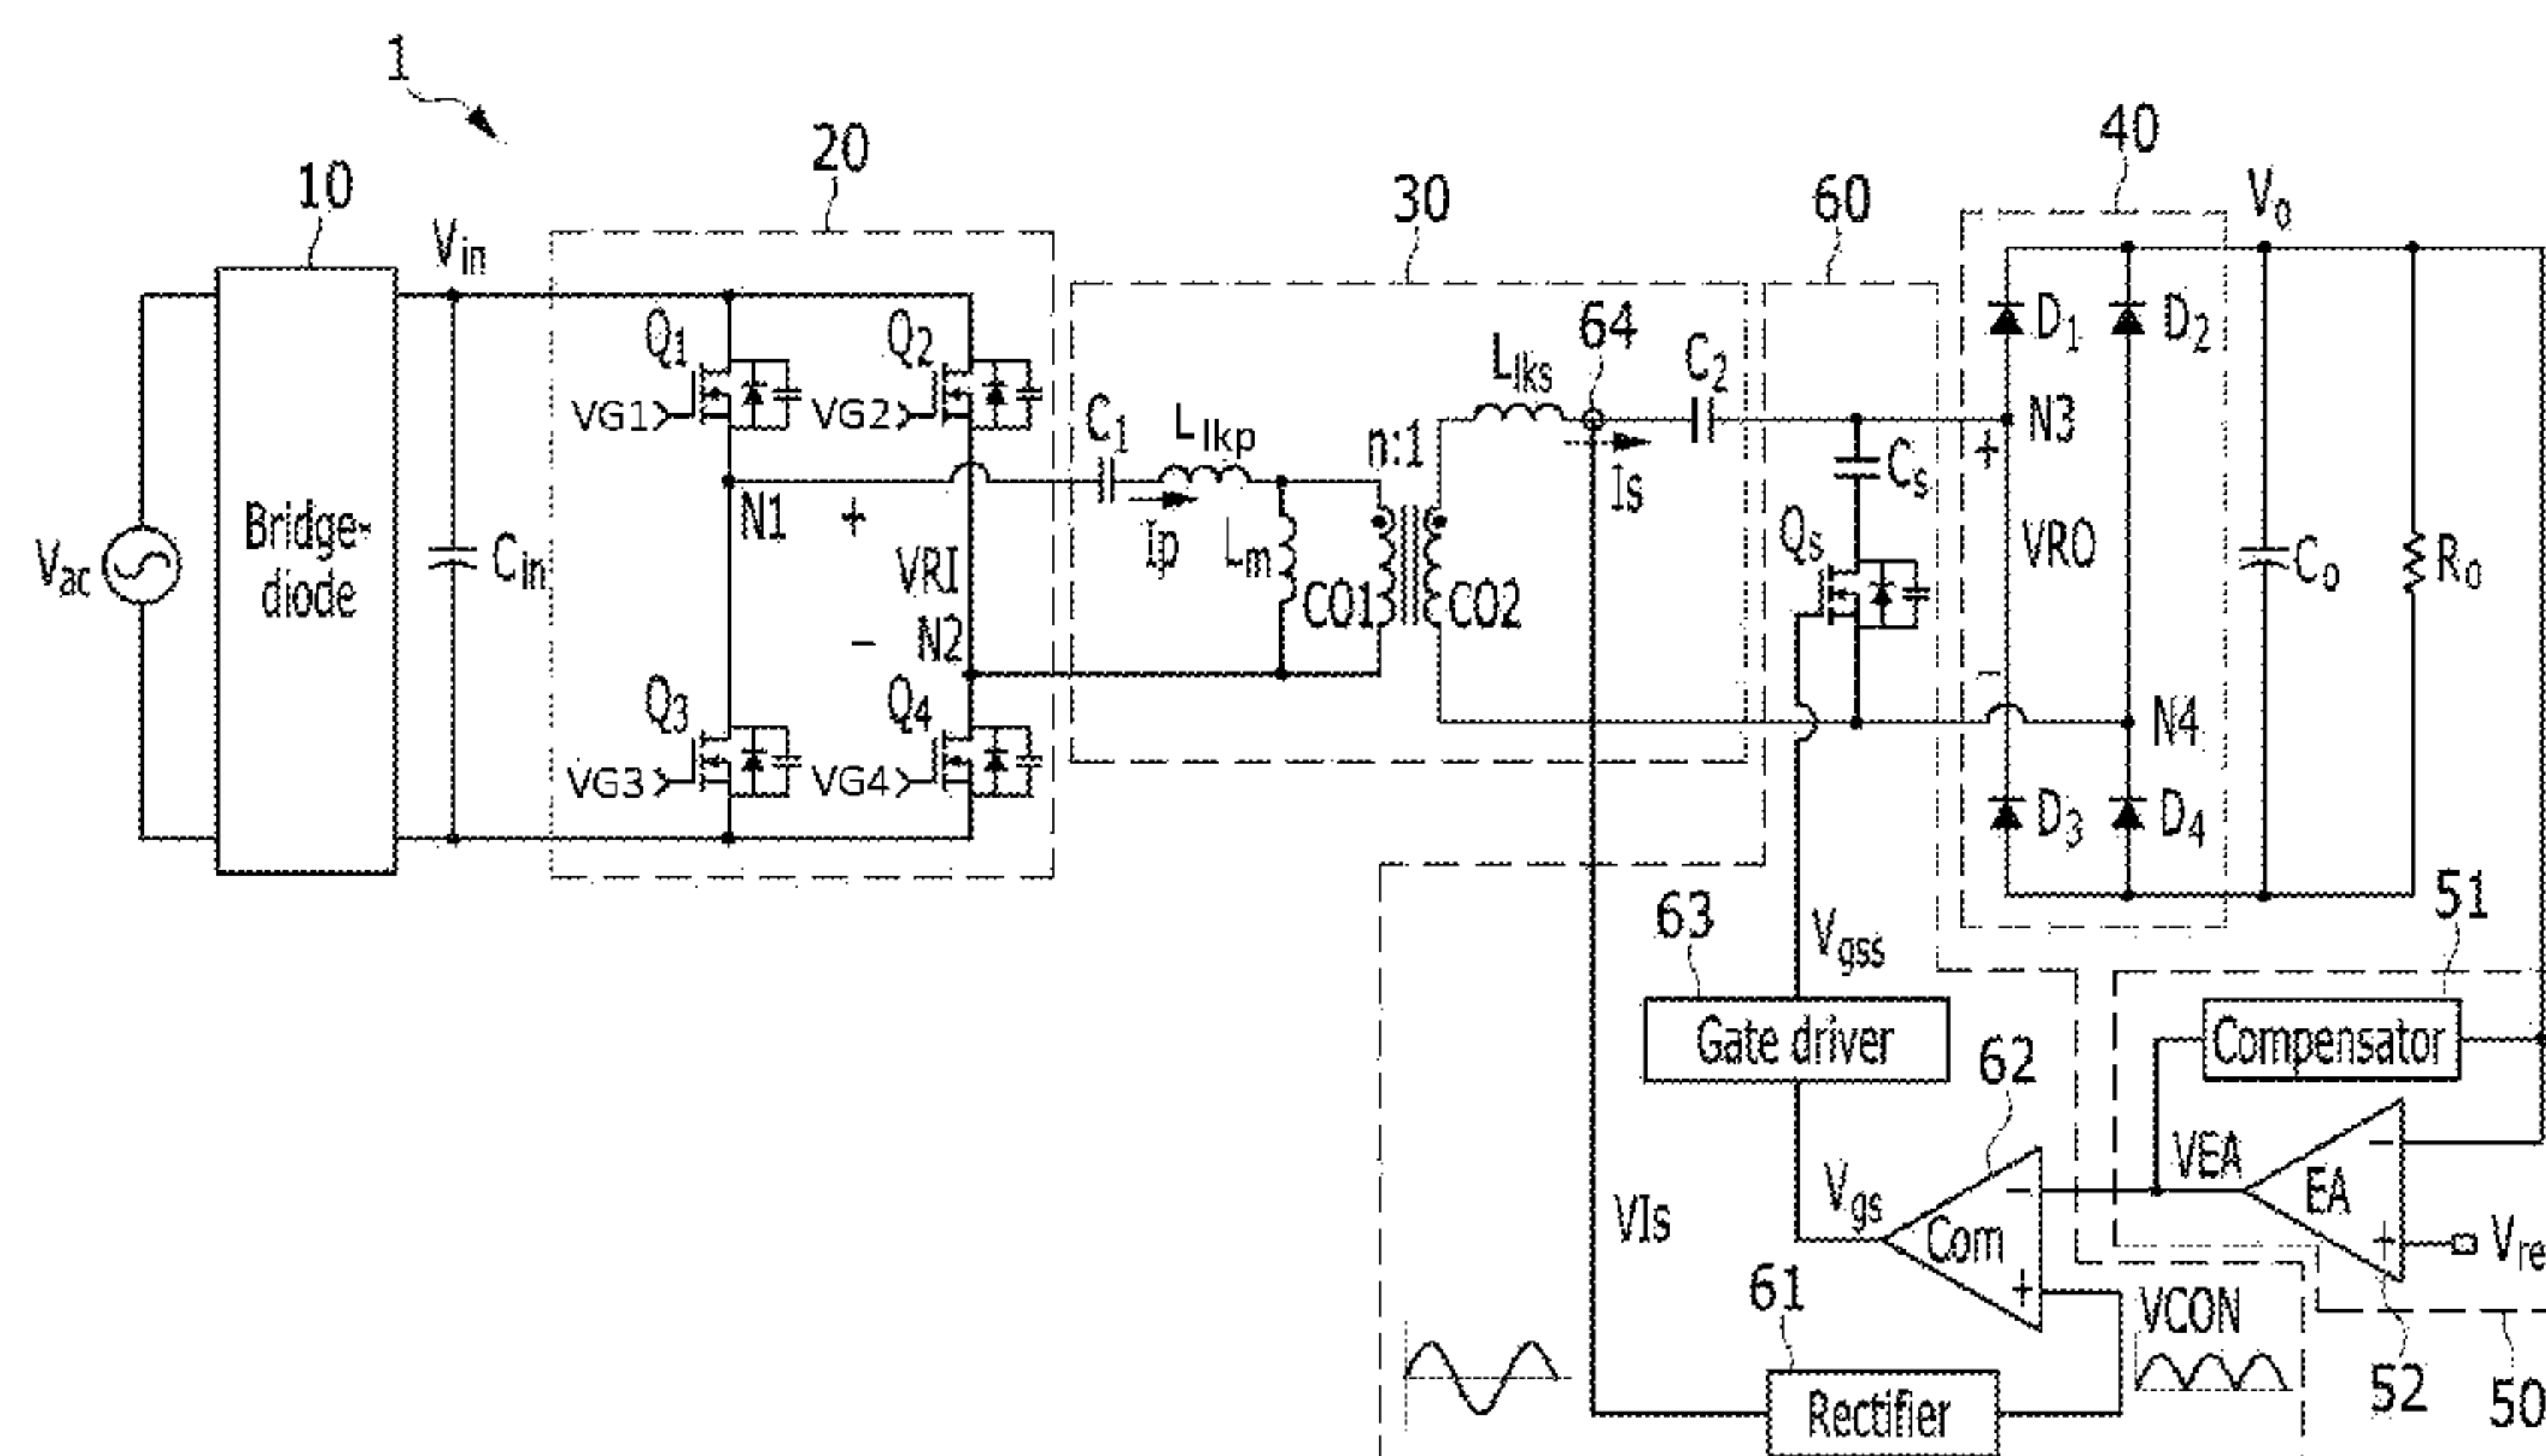 1
10
20
30
60
40
V₀
Vin
64
Q1
Q2
D1
D2
Llks
C2
VG1
VG2
C1
Llkp
n:1
N3
+
Is
Cs
Bridge-diode
N1
+
Ip
Lm
Qs
VRO
Vac
Cin
VRI
CO1
CO2
Co
Ro
-
N2
-
Q3
Q4
N4
VG3
VG4
D3
D4
63
51
Vgss
Gate driver
62
Compensator
VEA
-
-
EA
Vgs
Com
VIs
+
Vre
61
+
VCON
Rectifier
52
50